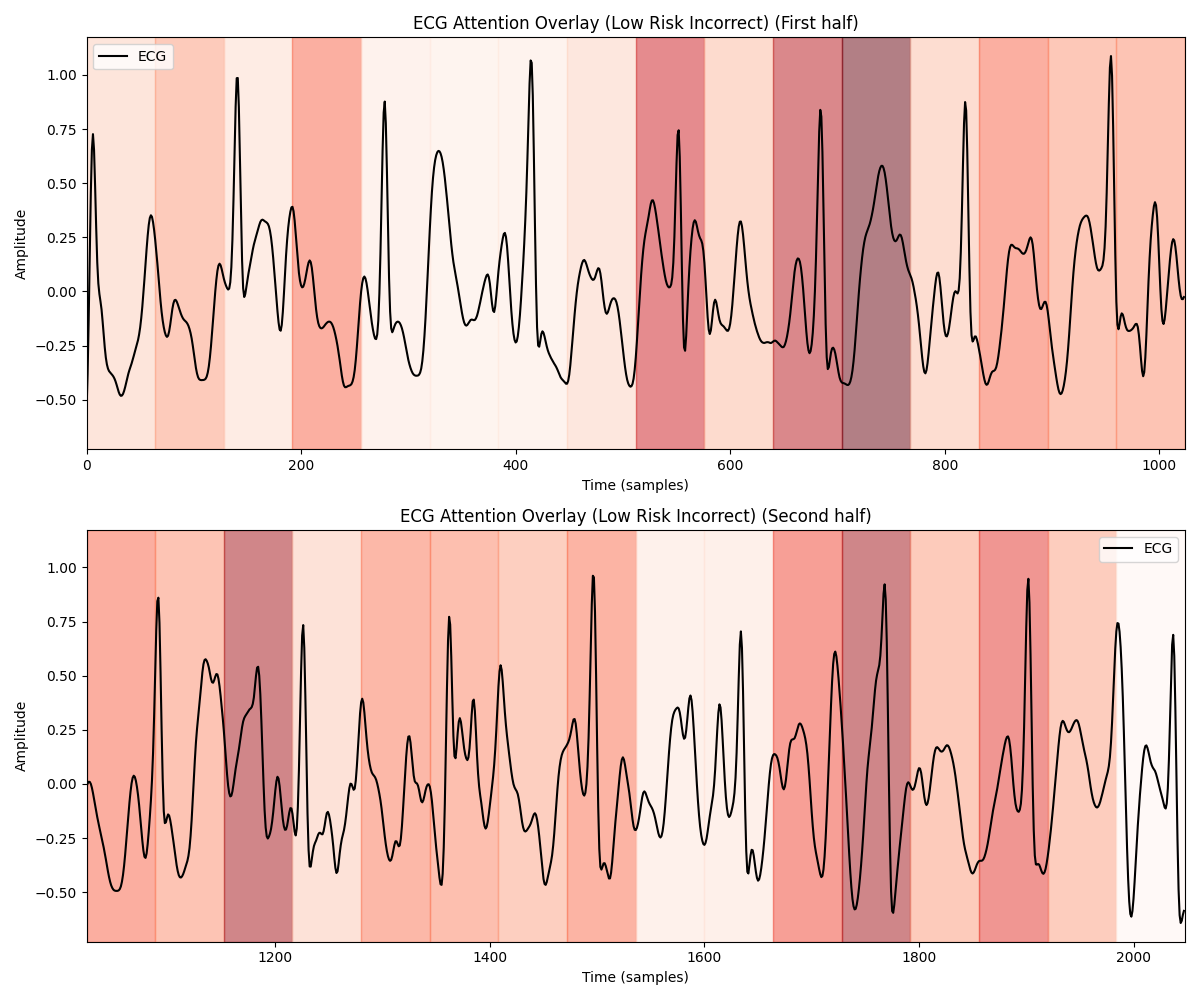 ECG Attention Overlay (Low Risk Incorrect) (First half)
ECG
1.00
0.75
0.50
0.25
0.00
−0.25
−0.50
Amplitude
0 200 400 600 800 1000
Time (samples)
ECG Attention Overlay (Low Risk Incorrect) (Second half)
ECG
1.00
0.75
0.50
0.25
0.00
−0.25
−0.50
Amplitude
1200 1400 1600 1800 2000
Time (samples)